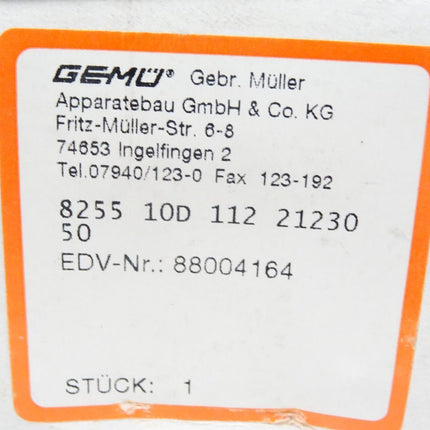 GEMÜ® Gebr. Müller
Apparatebau GmbH & Co. KG
Fritz-Müller-Str. 6-8
74653 Ingelfingen 2
Tel.07940/123-0 Fax 123-192
8255 10D 112 21230
50
EDV-Nr.: 88004164
STÜCK: 1